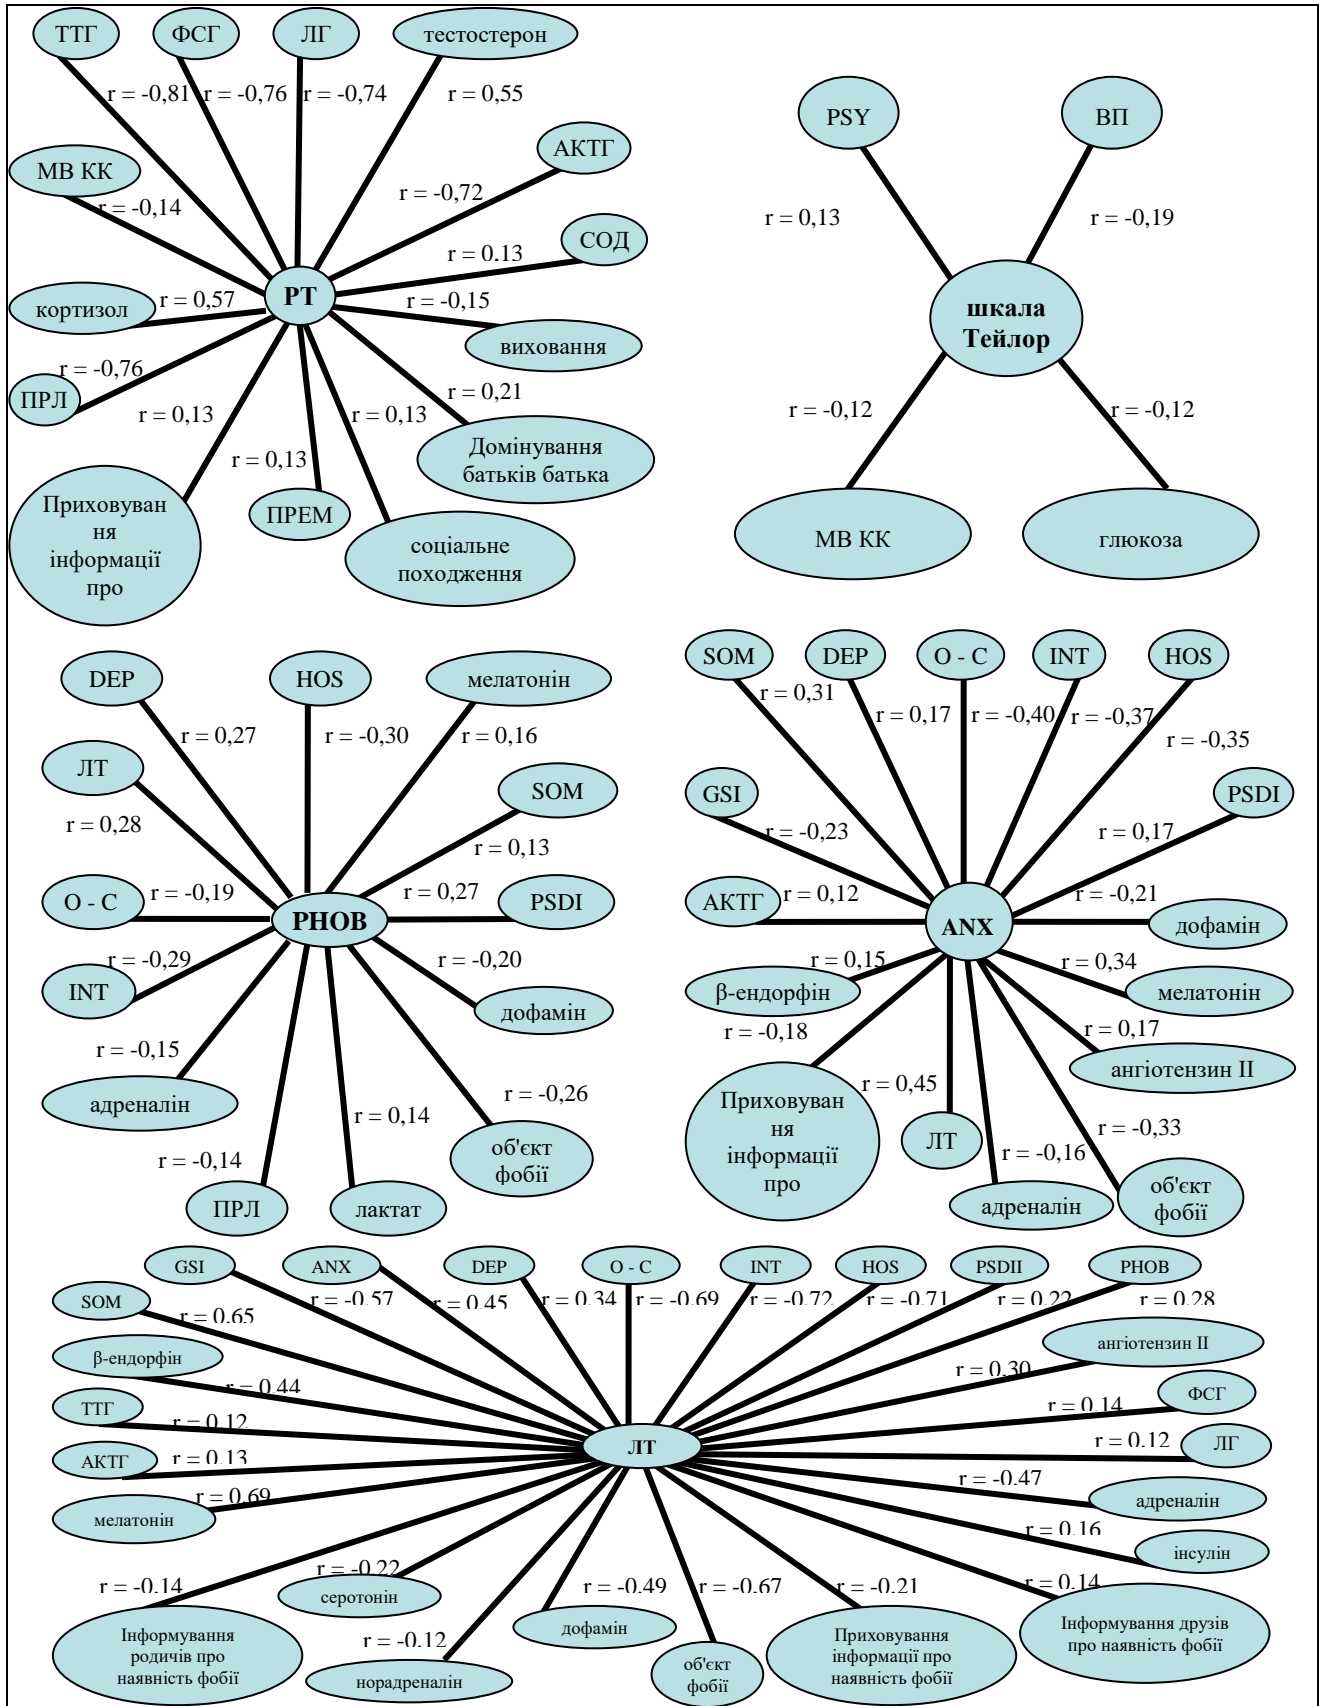 ТТГ
ФСГ
ЛГ
тестостерон
r = -0,81
r = -0,76
r = -0,74
r = 0,55
МВ КК
r = -0,14
r = -0,72
АКТГ
r = 0,13
СОД
РТ
кортизол
r = 0,57
r = -0,15
виховання
r = -0,76
ПРЛ
r = 0,13
r = 0,13
r = 0,13
r = 0,21
Домінування
батьків батька
Приховуван
ня
інформації
про
ПРЕМ
соціальне
походження
PSY
ВП
r = 0,13
r = -0,19
шкала
Тейлор
r = -0,12
r = -0,12
МВ КК
глюкоза
DEP
HOS
мелатонін
r = 0,27
r = -0,30
r = 0,16
ЛТ
r = 0,28
SOM
r = 0,13
O - C
r = -0,19
PHOB
r = 0,27
PSDI
INT
r = -0,29
r = -0,20
дофамін
r = -0,15
адреналін
r = -0,14
r = 0,14
r = -0,26
об'єкт
фобії
ПРЛ
лактат
SOM
DEP
O - C
INT
HOS
r = 0,31
r = 0,17
r = -0,40
r = -0,37
r = -0,35
GSI
r = -0,23
r = 0,17
PSDI
АКТГ
r = 0,12
ANX
r = -0,21
дофамін
r = 0,15
β-ендорфін
r = 0,34
мелатонін
r = -0,18
r = 0,17
ангіотензин II
Приховуван
ня
інформації
про
r = 0,45
ЛТ
r = -0,16
адреналін
r = -0,33
об'єкт
фобії
GSI
ANX
DEP
O - C
INT
HOS
PSDII
PHOB
SOM
r = 0,65
r = -0,57
r = 0,45
r = 0,34
r = -0,69
r = -0,72
r = -0,71
r = 0,22
r = 0,28
β-ендорфін
r = 0,44
r = 0,30
ангіотензин II
ТТГ
r = 0,12
r = 0,14
ФСГ
АКТГ
r = 0,13
ЛТ
r = 0,12
ЛГ
мелатонін
r = 0,69
r = -0,47
адреналін
r = 0,16
інсулін
r = -0,14
r = -0,22
серотонін
r = -0,49
r = -0,67
r = -0,21
r = 0,14
Інформування
родичів про
наявність фобії
r = -0,12
норадреналін
дофамін
об'єкт
фобії
Приховування
інформації про
наявність фобії
Інформування друзів
про наявність фобії